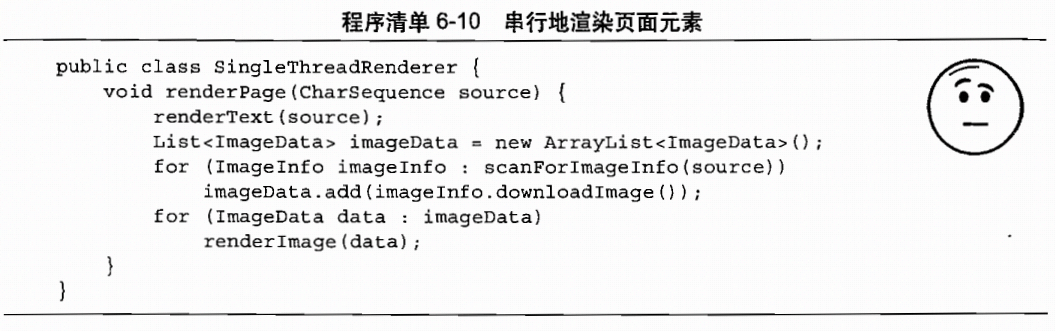 程序清单 6-10 串行地渲染页面元素
public class SingleThreadRenderer {
    void renderPage(CharSequence source) {
        renderText(source);
        List<ImageData> imageData = new ArrayList<ImageData>();
        for (ImageInfo imageInfo : scanForImageInfo(source))
            imageData.add(imageInfo.downloadImage());
        for (ImageData data : imageData)
            renderImage(data);
    }
}